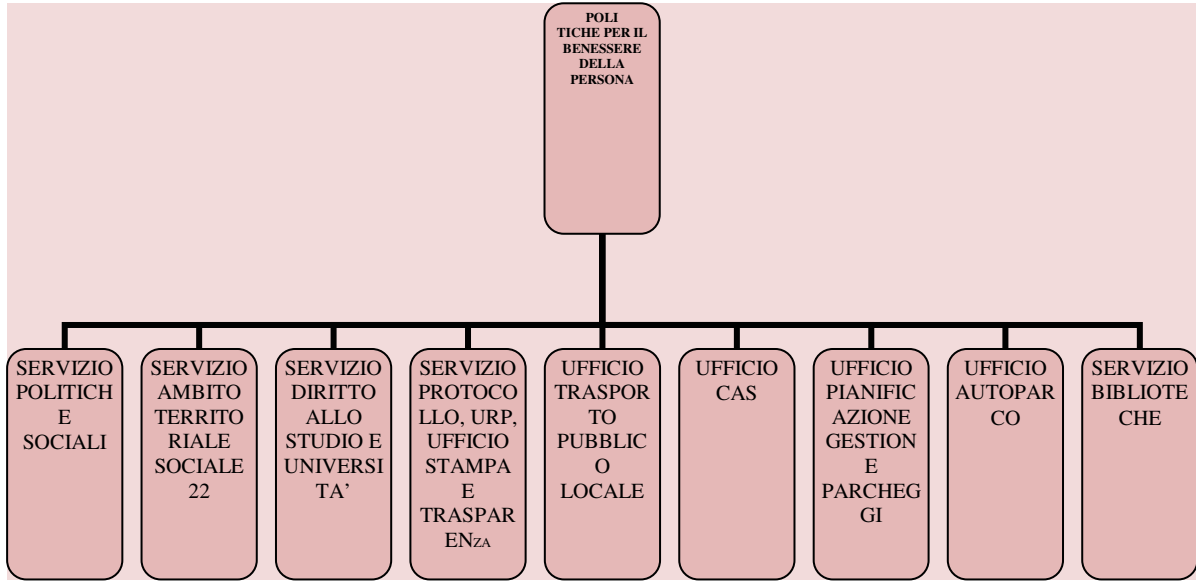 POLI
TICHE PER IL
BENESSERE
DELLA
PERSONA
SERVIZIO
POLITICH
E
SOCIALI
SERVIZIO
AMBITO
TERRITO
RIALE
SOCIALE
22
SERVIZIO
DIRITTO
ALLO
STUDIO E
UNIVERSI
TA’
SERVIZIO
PROTOCO
LLO, URP,
UFFICIO
STAMPA
E
TRASPAR
ENZA
UFFICIO
TRASPOR
TO
PUBBLIC
O
LOCALE
UFFICIO
CAS
UFFICIO
PIANIFIC
AZIONE
GESTION
E
PARCHEG
GI
UFFICIO
AUTOPAR
CO
SERVIZIO
BIBLIOTE
CHE